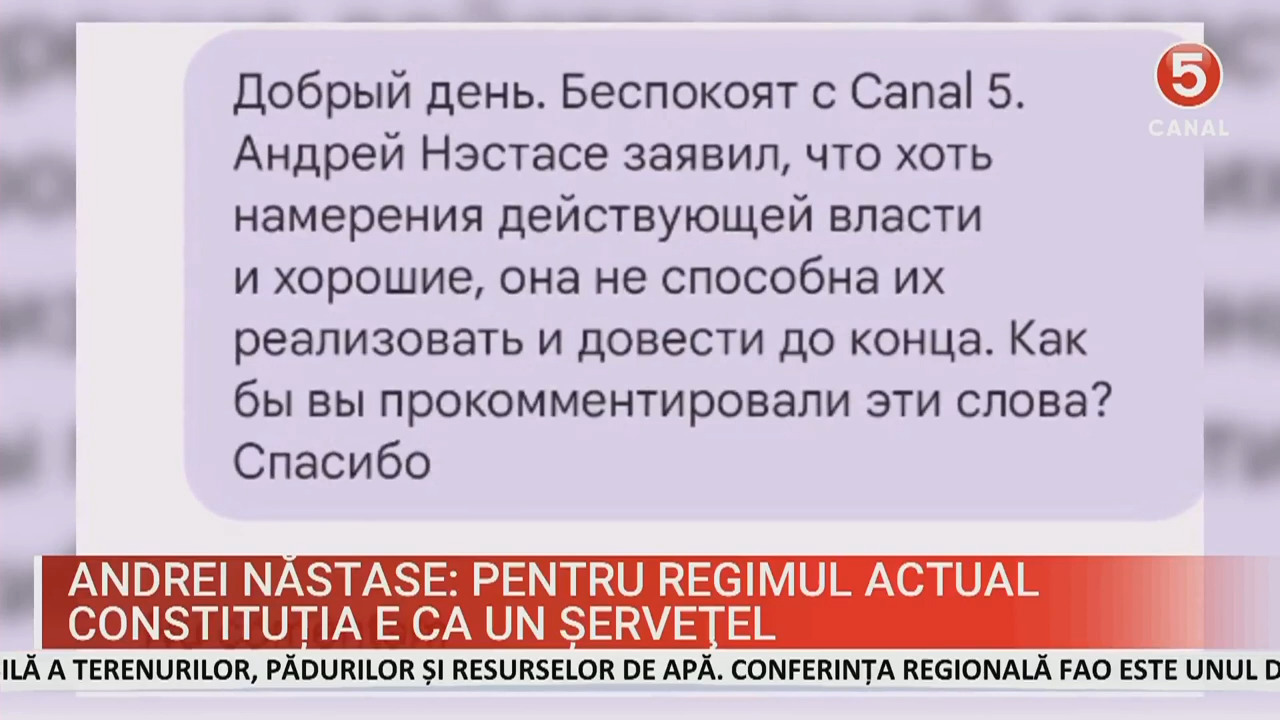 Добрый день. Беспокоят с Canal 5.
Андрей Нэстасе заявил, что хоть
намерения действующей власти
и хорошие, она не способна их
реализовать и довести до конца. Как
бы вы прокомментировали эти слова?
Спасибо
5
CANAL
ANDREI NĂSTASE: PENTRU REGIMUL ACTUAL
CONSTITUȚIA E CA UN ȘERVEȚEL
A TERENURILOR, PĂDURILOR ȘI RESURSELOR DE APĂ. CONFERINȚA REGIONALĂ FAO ESTE UNUL